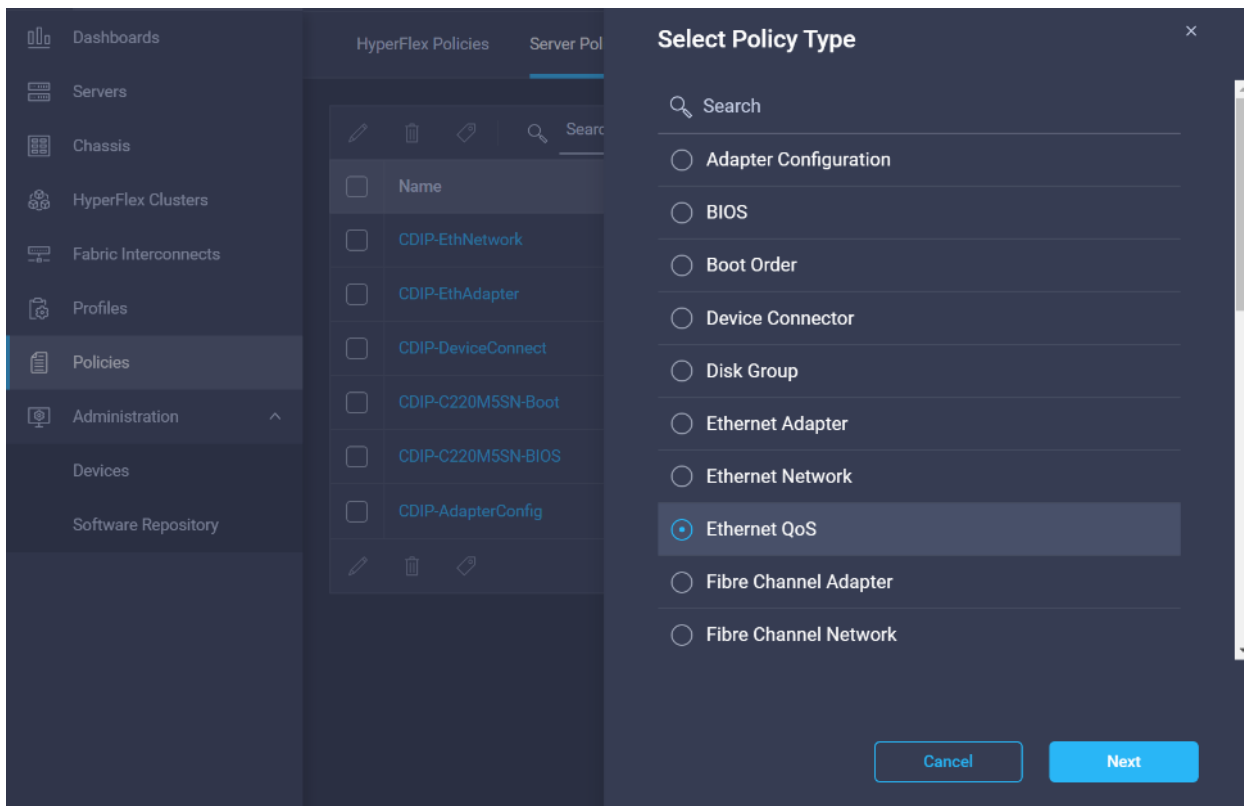 Dashboards
Servers
Chassis
HyperFlex Clusters
Fabric Interconnects
Profiles
Policies
Administration
Devices
Software Repository
HyperFlex Policies Server Pol
Searc
Name
CDIP-EthNetwork
CDIP-EthAdapter
CDIP-DeviceConnect
CDIP-C220M5SN-Boot
CDIP-C220M5SN-BIOS
CDIP-AdapterConfig
Select Policy Type
Search
Adapter Configuration
BIOS
Boot Order
Device Connector
Disk Group
Ethernet Adapter
Ethernet Network
Ethernet QoS
Fibre Channel Adapter
Fibre Channel Network
Cancel Next